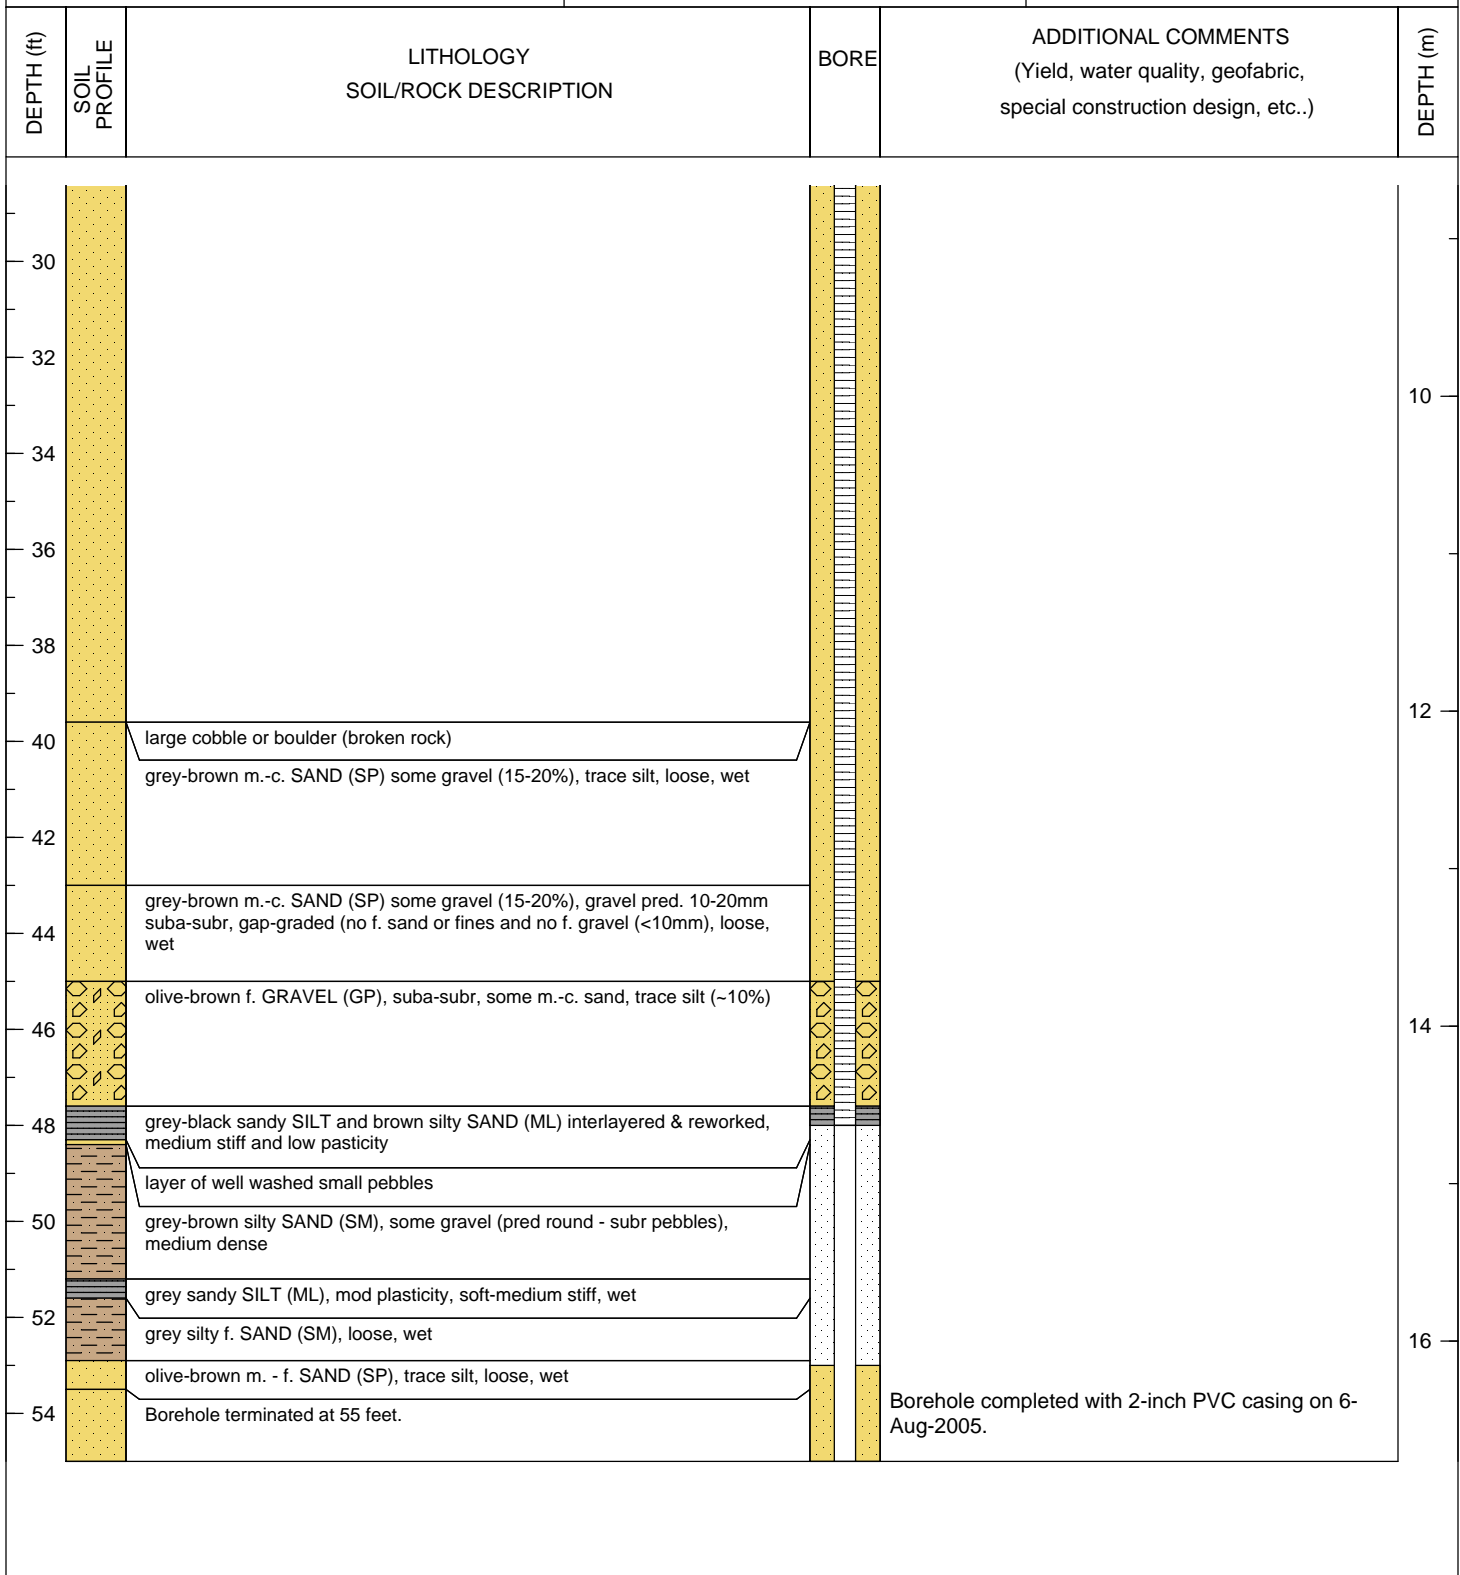 DEPTH (ft)
SOIL
PROFILE
LITHOLOGY
SOIL/ROCK DESCRIPTION
BORE
ADDITIONAL COMMENTS
(Yield, water quality, geofabric,
special construction design, etc..)
DEPTH (m)
30
32
34
36
38
40
42
44
46
48
50
52
54
large cobble or boulder (broken rock)
grey-brown m.-c. SAND (SP) some gravel (15-20%), trace silt, loose, wet
grey-brown m.-c. SAND (SP) some gravel (15-20%), gravel pred. 10-20mm
suba-subr, gap-graded (no f. sand or fines and no f. gravel (<10mm), loose,
wet
olive-brown f. GRAVEL (GP), suba-subr, some m.-c. sand, trace silt (~10%)
grey-black sandy SILT and brown silty SAND (ML) interlayered & reworked,
medium stiff and low pasticity
layer of well washed small pebbles
grey-brown silty SAND (SM), some gravel (pred round - subr pebbles),
medium dense
grey sandy SILT (ML), mod plasticity, soft-medium stiff, wet
grey silty f. SAND (SM), loose, wet
olive-brown m. - f. SAND (SP), trace silt, loose, wet
Borehole terminated at 55 feet.
Borehole completed with 2-inch PVC casing on 6-
Aug-2005.
10
12
14
16